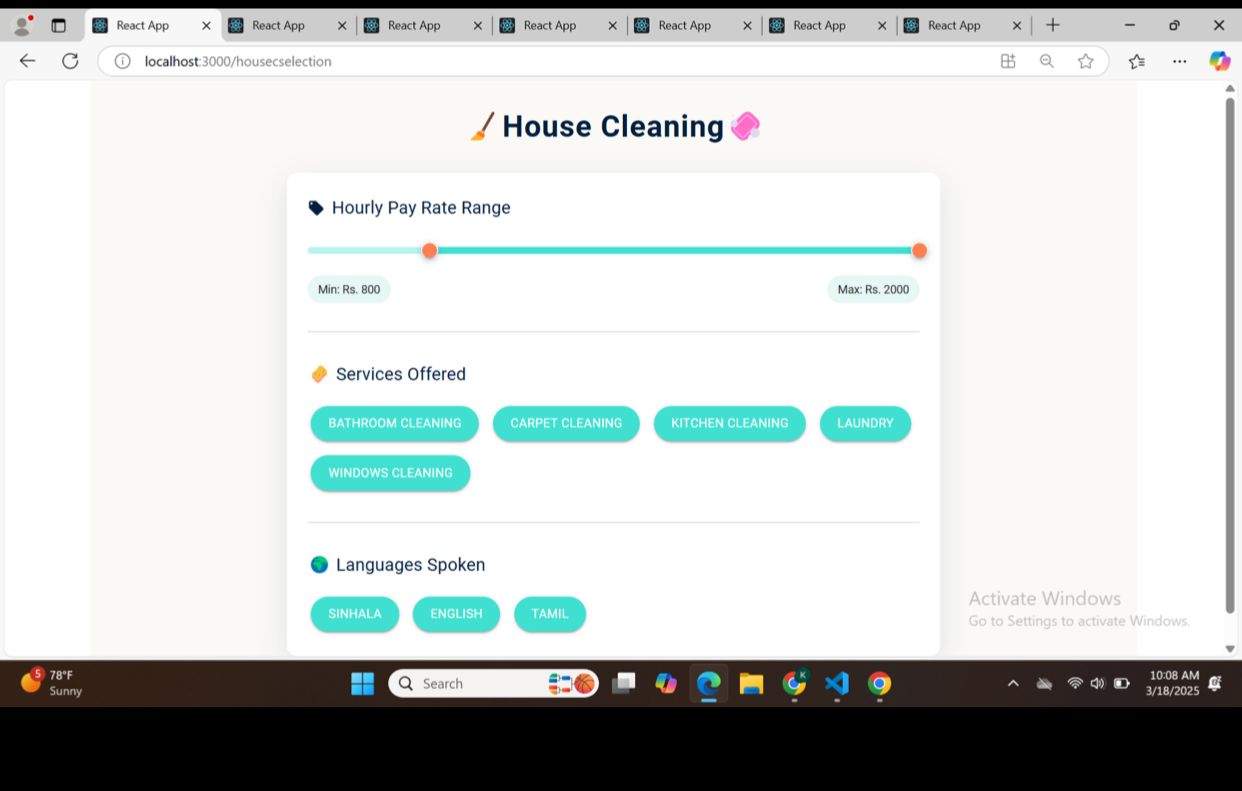 React App React App React App React App React App React App React App
localhost:3000/housecselection
House Cleaning
Hourly Pay Rate Range
Min: Rs. 800 Max: Rs. 2000
Services Offered
BATHROOM CLEANING CARPET CLEANING KITCHEN CLEANING LAUNDRY
WINDOWS CLEANING
Languages Spoken
SINHALA ENGLISH TAMIL
Activate Windows
Go to Settings to activate Windows.
5 78°F
Sunny
Search
K
10:08 AM
3/18/2025